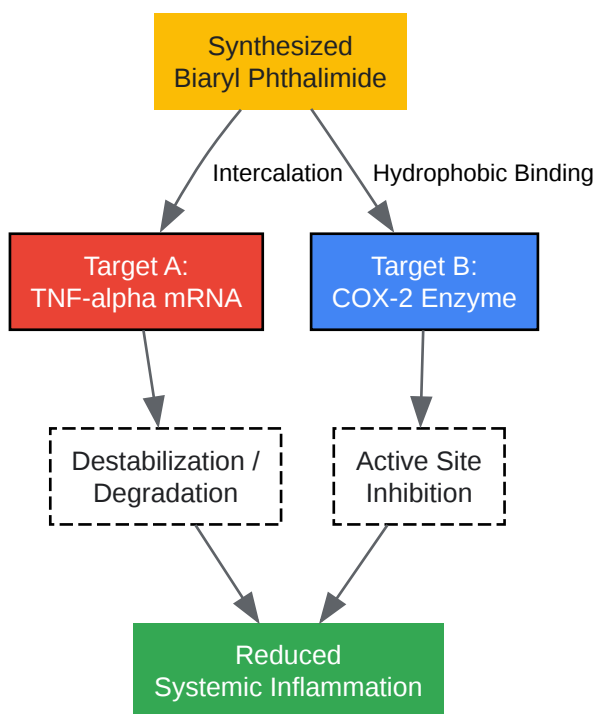 Synthesized
Biaryl Phthalimide
Intercalation
Hydrophobic Binding
Target A:
TNF-alpha mRNA
Target B:
COX-2 Enzyme
Destabilization /
Degradation
Active Site
Inhibition
Reduced
Systemic Inflammation